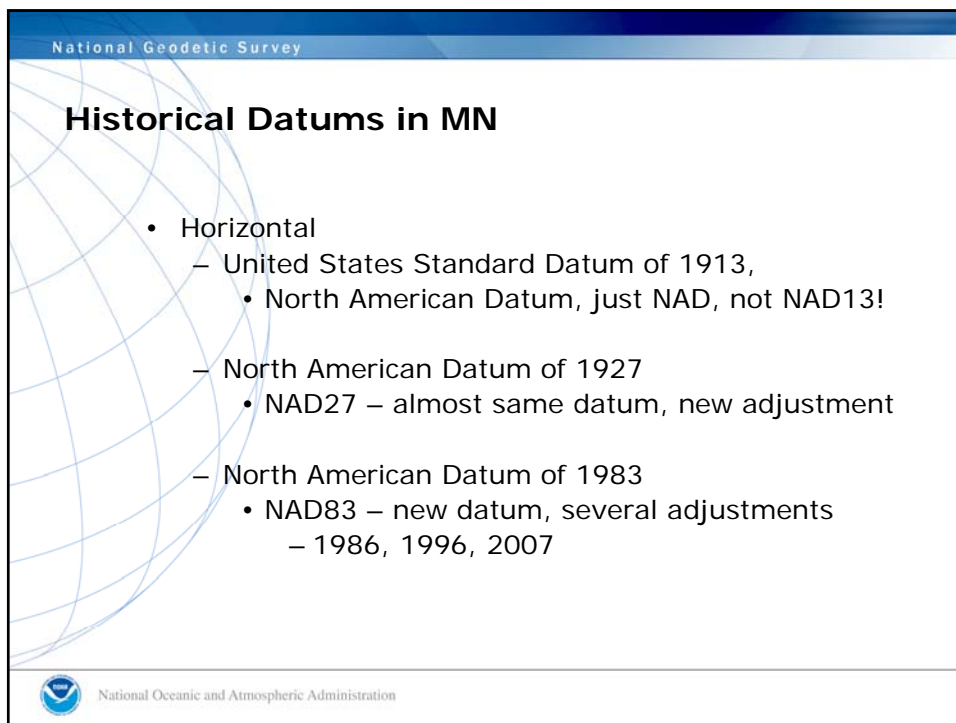 National Geodetic Survey
Historical Datums in MN
• Horizontal
– United States Standard Datum of 1913,
• North American Datum, just NAD, not NAD13!
– North American Datum of 1927
• NAD27 – almost same datum, new adjustment
– North American Datum of 1983
• NAD83 – new datum, several adjustments
– 1986, 1996, 2007
National Oceanic and Atmospheric Administration